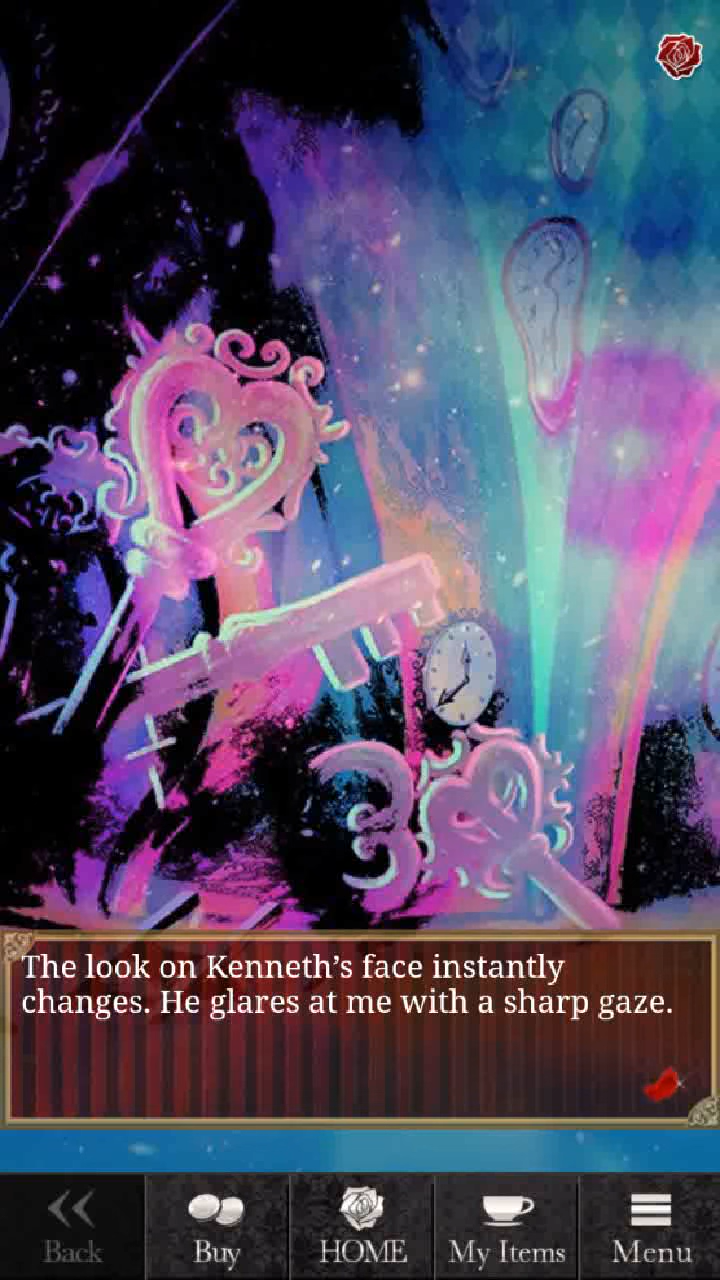 The look on Kenneth’s face instantly
changes. He glares at me with a sharp gaze.
Back
Buy
HOME
My Items
Menu